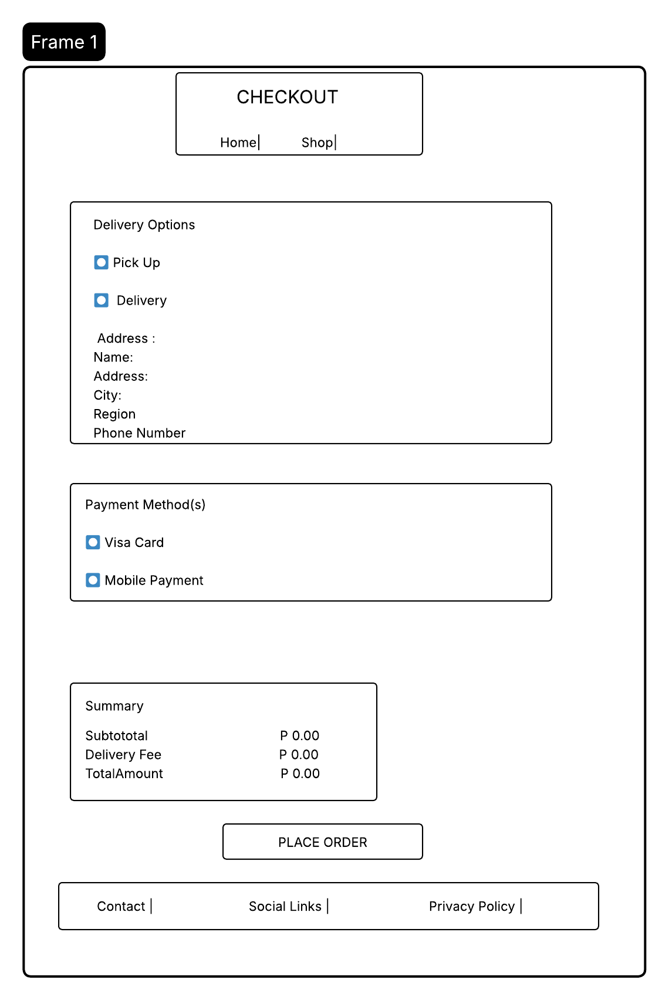 Frame 1
CHECKOUT
Home| Shop|
Delivery Options
Pick Up
Delivery
Address :
Name:
Address:
City:
Region
Phone Number
Payment Method(s)
Visa Card
Mobile Payment
Summary
Subtototal P 0.00
Delivery Fee P 0.00
TotalAmount P 0.00
PLACE ORDER
Contact | Social Links | Privacy Policy |